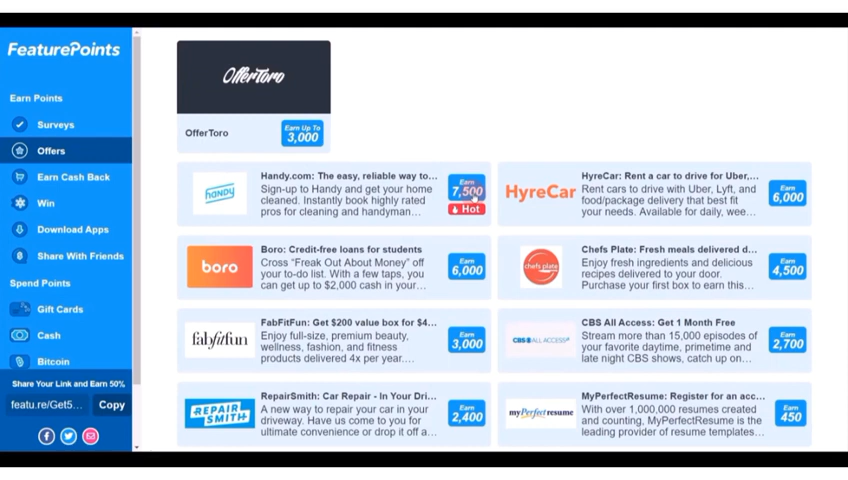 FeaturePoints
Earn Points
Surveys
Offers
Earn Cash Back
Win
Download Apps
Share With Friends
Spend Points
Gift Cards
Cash
Bitcoin
Share Your Link and Earn 50%
featu.re/Get5...
Copy
OfferToro
OfferToro
Earn Up To
3,000
handy
Handy.com: The easy, reliable way to...
Sign-up to Handy and get your home
cleaned. Instantly book highly rated
pros for cleaning and handyman...
Earn
7,500
Hot
HyreCar
HyreCar: Rent a car to drive for Uber,...
Rent cars to drive with Uber, Lyft, and
food/package delivery that best fit
your needs. Available for daily, wee...
Earn
6,000
boro
Boro: Credit-free loans for students
Cross “Freak Out About Money” off
your to-do list. With a few taps, you
can get up to $2,000 cash in your...
Earn
6,000
chefs plate
Chefs Plate: Fresh meals delivered d...
Enjoy fresh ingredients and delicious
recipes delivered to your door.
Purchase your first box to earn this...
Earn
4,500
fabfitfun
FabFitFun: Get $200 value box for $4...
Enjoy full-size, premium beauty,
wellness, fashion, and fitness
products delivered 4x per year.
Earn
3,000
CBS ALL ACCESS
CBS All Access: Get 1 Month Free
Stream more than 15,000 episodes of
your favorite daytime, primetime and
late night CBS shows, catch up on...
Earn
2,700
REPAIR
SMITH
RepairSmith: Car Repair - In Your Dri...
A new way to repair your car in your
driveway. Have us come to you for
ultimate convenience or drop it off a...
Earn
2,400
myPerfectresume
MyPerfectResume: Register for an acc...
With over 1,000,000 resumes created
and counting, MyPerfectResume is the
leading provider of resume templates...
Earn
450